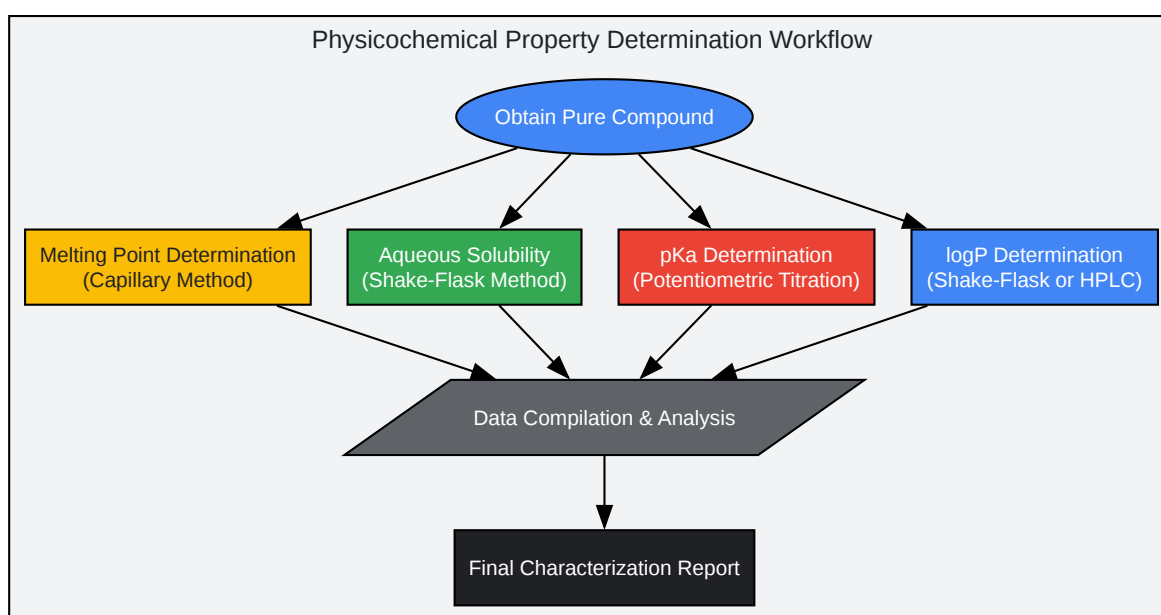 Physicochemical Property Determination Workflow
Obtain Pure Compound
Melting Point Determination
(Capillary Method)
Aqueous Solubility
(Shake-Flask Method)
pKa Determination
(Potentiometric Titration)
logP Determination
(Shake-Flask or HPLC)
Data Compilation & Analysis
Final Characterization Report